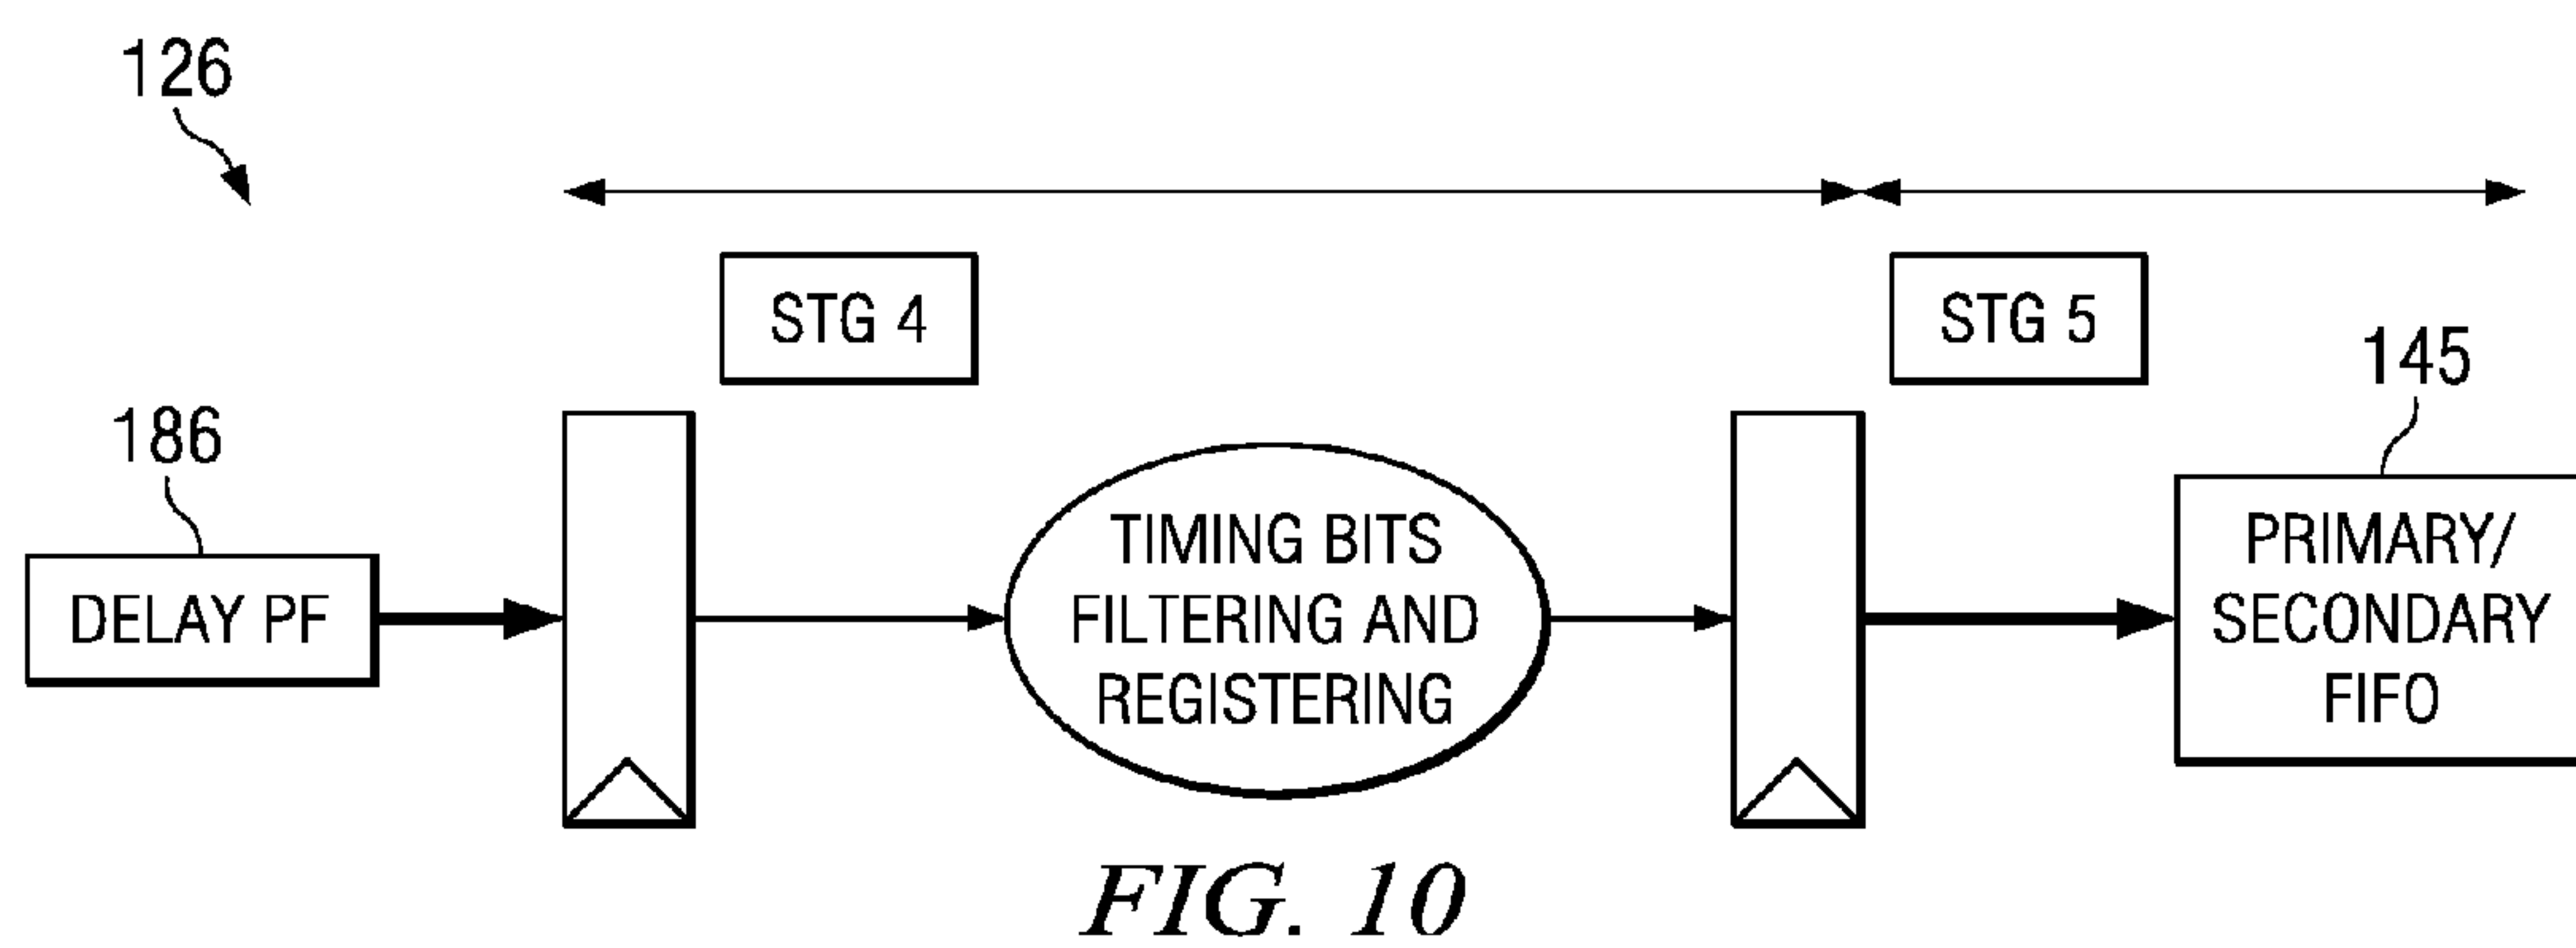 126
STG 4
STG 5
145
186
DELAY PF
TIMING BITS
FILTERING AND
REGISTERING
PRIMARY/
SECONDARY
FIFO
FIG. 10